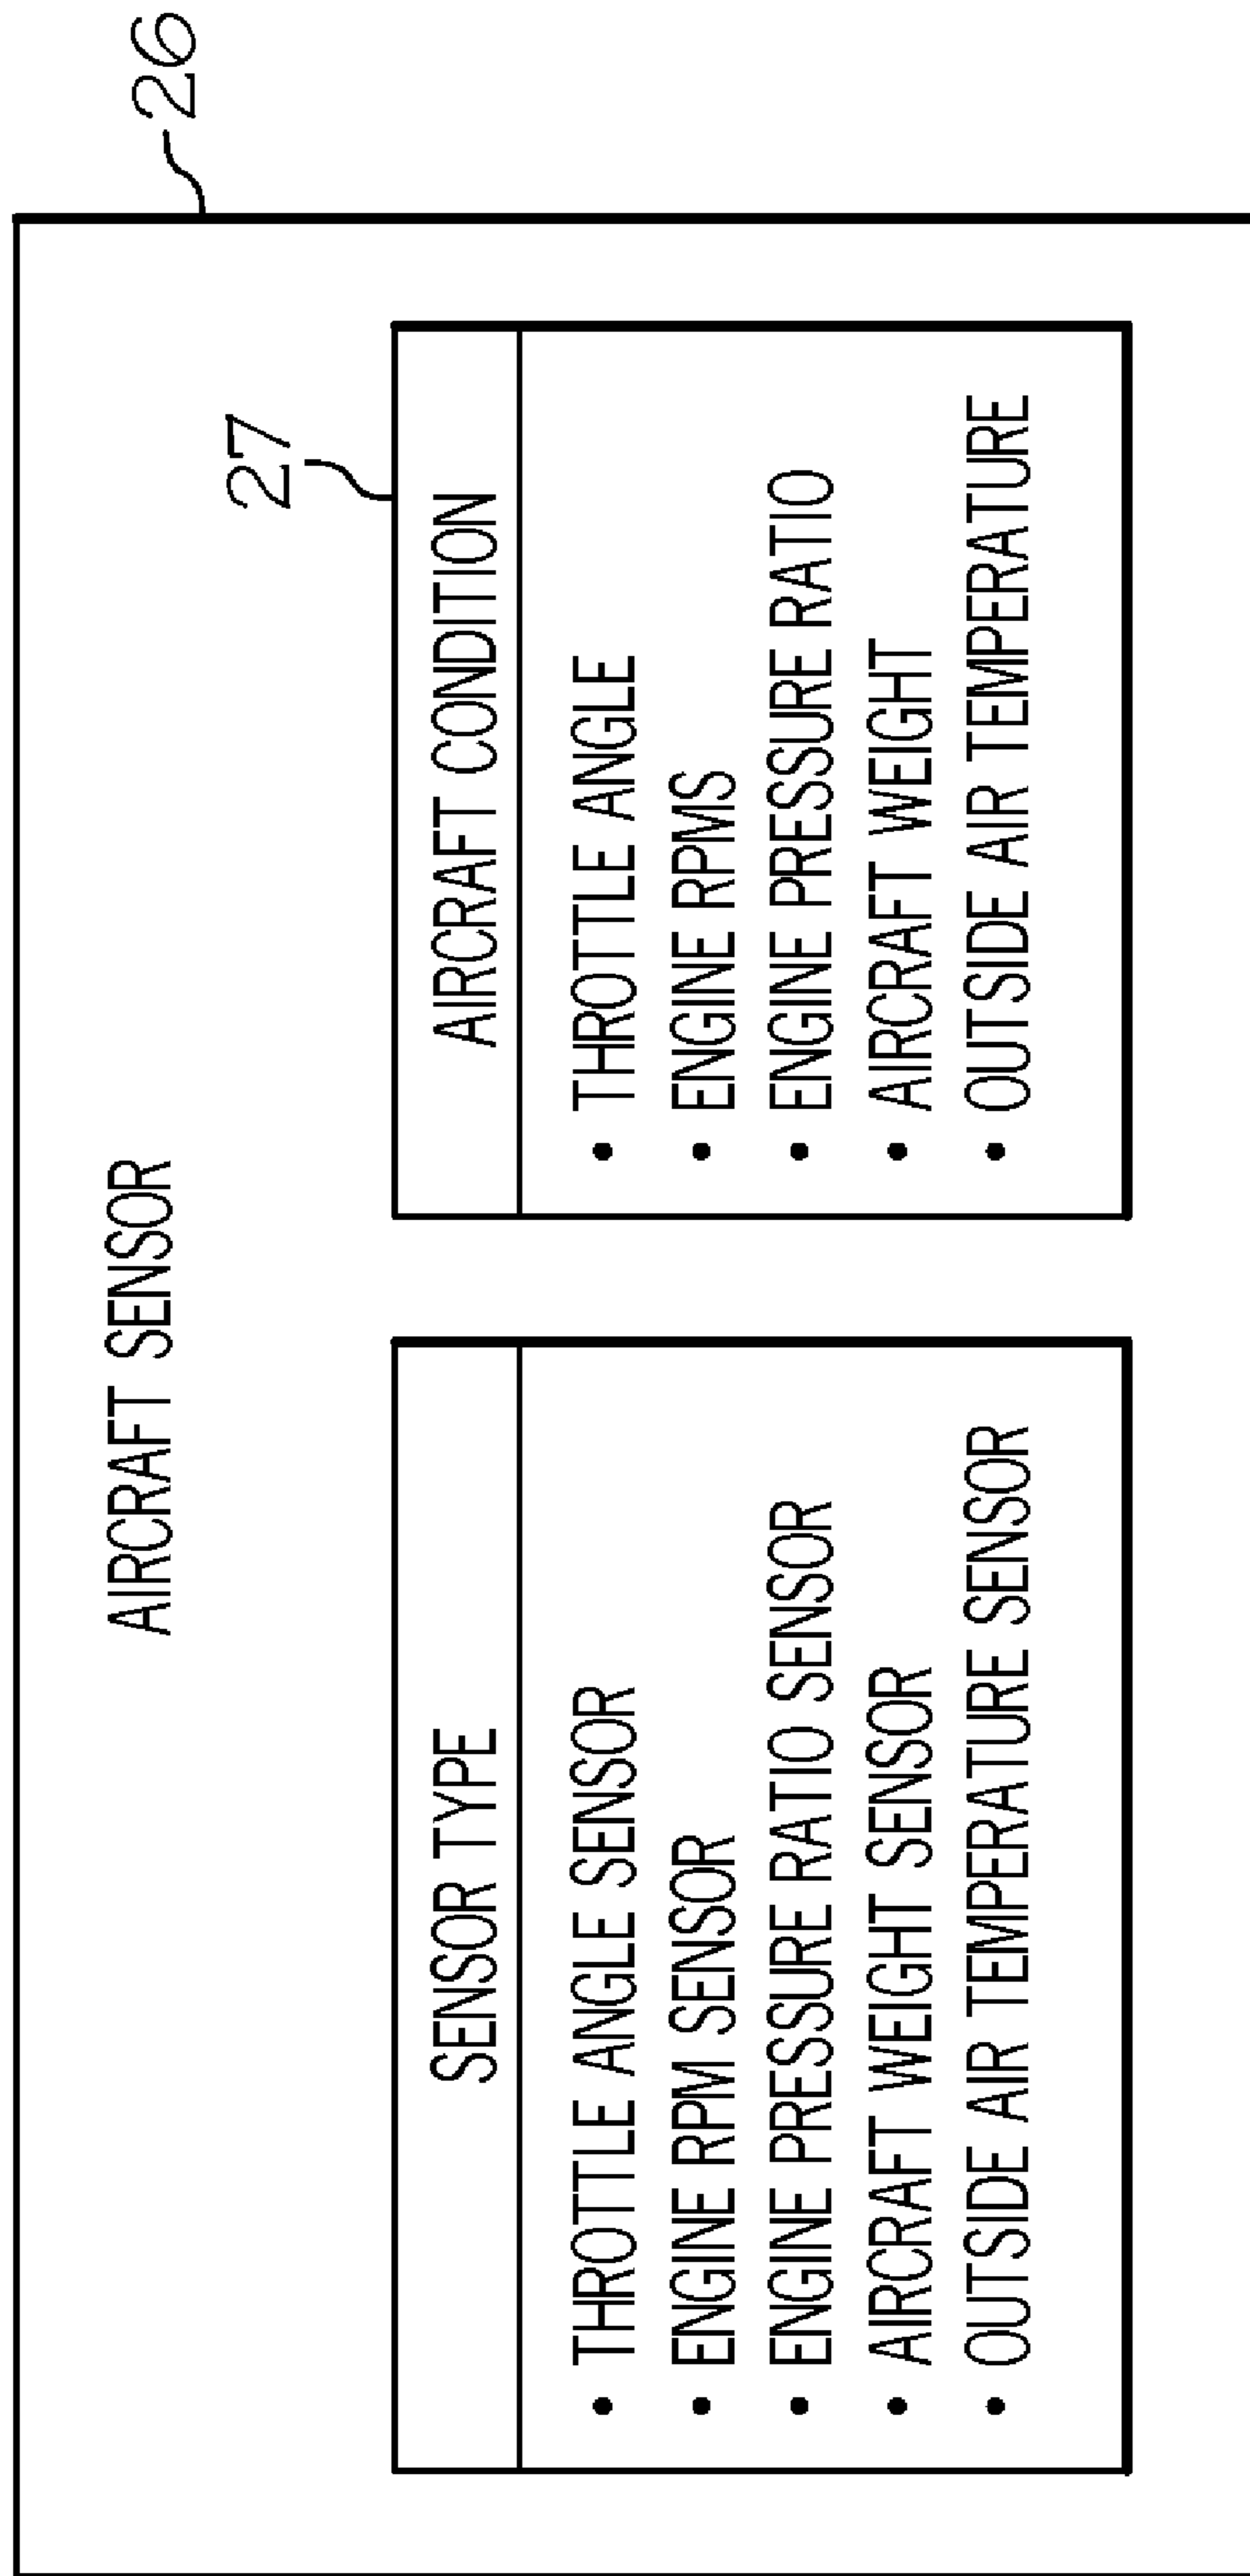 26
AIRCRAFT SENSOR
SENSOR TYPE
• THROTTLE ANGLE SENSOR
• ENGINE RPM SENSOR
• ENGINE PRESSURE RATIO SENSOR
• AIRCRAFT WEIGHT SENSOR
• OUTSIDE AIR TEMPERATURE SENSOR
27
AIRCRAFT CONDITION
• THROTTLE ANGLE
• ENGINE RPMS
• ENGINE PRESSURE RATIO
• AIRCRAFT WEIGHT
• OUTSIDE AIR TEMPERATURE